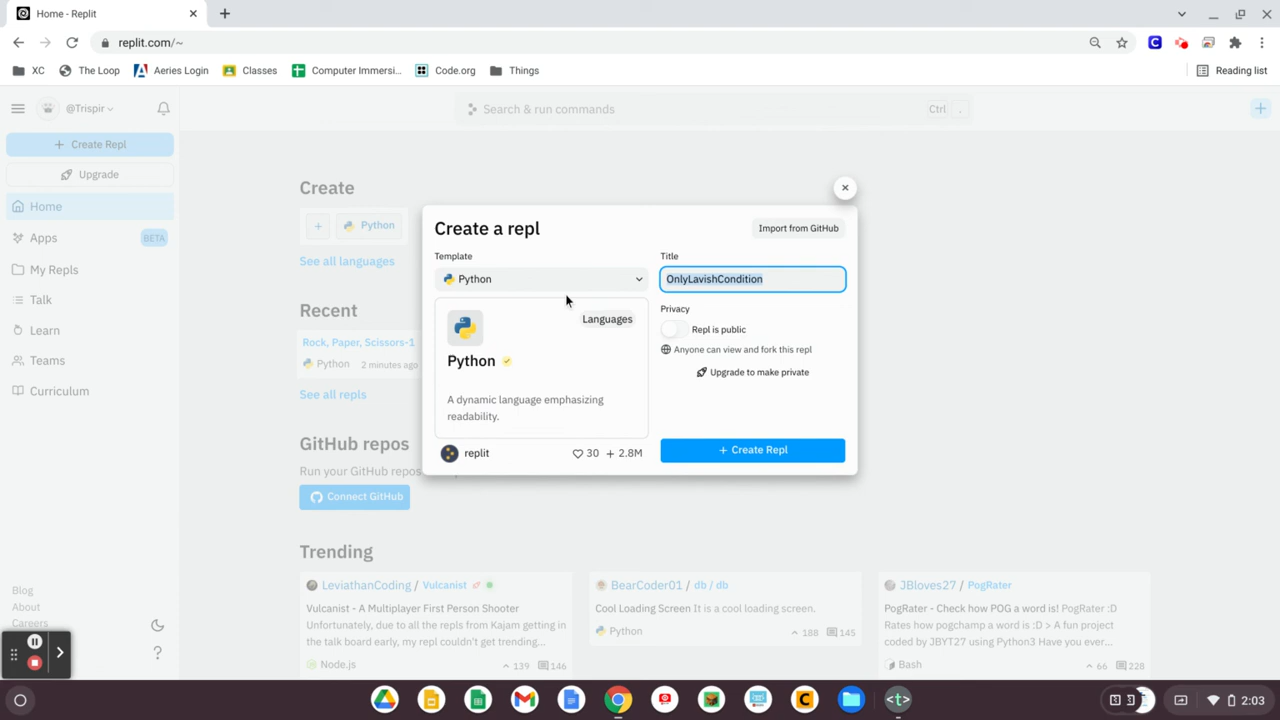 Home - Replit
replit.com/~
XC
The Loop
Aeries Login
Classes
Computer Immersi...
Code.org
Things
Reading list
@Trispir
Search & run commands
Ctrl .
+ Create Repl
Upgrade
Home
Apps
BETA
My Repls
Talk
Learn
Teams
Curriculum
Blog
About
Careers
Create
+ Python
See all languages
Recent
Rock, Paper, Scissors-1
Python 2 minutes ago
See all repls
GitHub repos
Run your GitHub repos
Connect GitHub
Create a repl
Import from GitHub
Template
Python
Languages
Python
A dynamic language emphasizing
readability.
replit
30 + 2.8M
Title
OnlyLavishCondition
Privacy
Repl is public
Anyone can view and fork this repl
Upgrade to make private
+ Create Repl
Trending
LeviathanCoding / Vulcanist
Vulcanist - A Multiplayer First Person Shooter
Unfortunately, due to all the repls from Kajam getting in
the talk board early, my repl couldn't get trending...
Node.js
139 146
BearCoder01 / db / db
Cool Loading Screen It is a cool loading screen.
Python
188 145
JBloves27 / PogRater
PogRater - Check how POG a word is! PogRater :D
Rates how pogchamp a word is :D > A fun project
coded by JBYT27 using Python3 Have you ever...
Bash
66 228
2:03